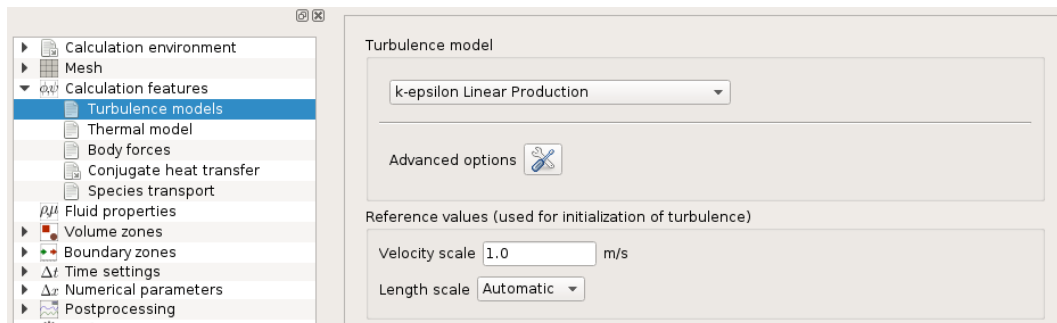 Calculation environment
Mesh
Calculation features
Turbulence models
Thermal model
Body forces
Conjugate heat transfer
Species transport
Fluid properties
Volume zones
Boundary zones
Δt Time settings
Δx Numerical parameters
Postprocessing
Turbulence model
k-epsilon Linear Production
Advanced options
Reference values (used for initialization of turbulence)
Velocity scale 1.0 m/s
Length scale Automatic